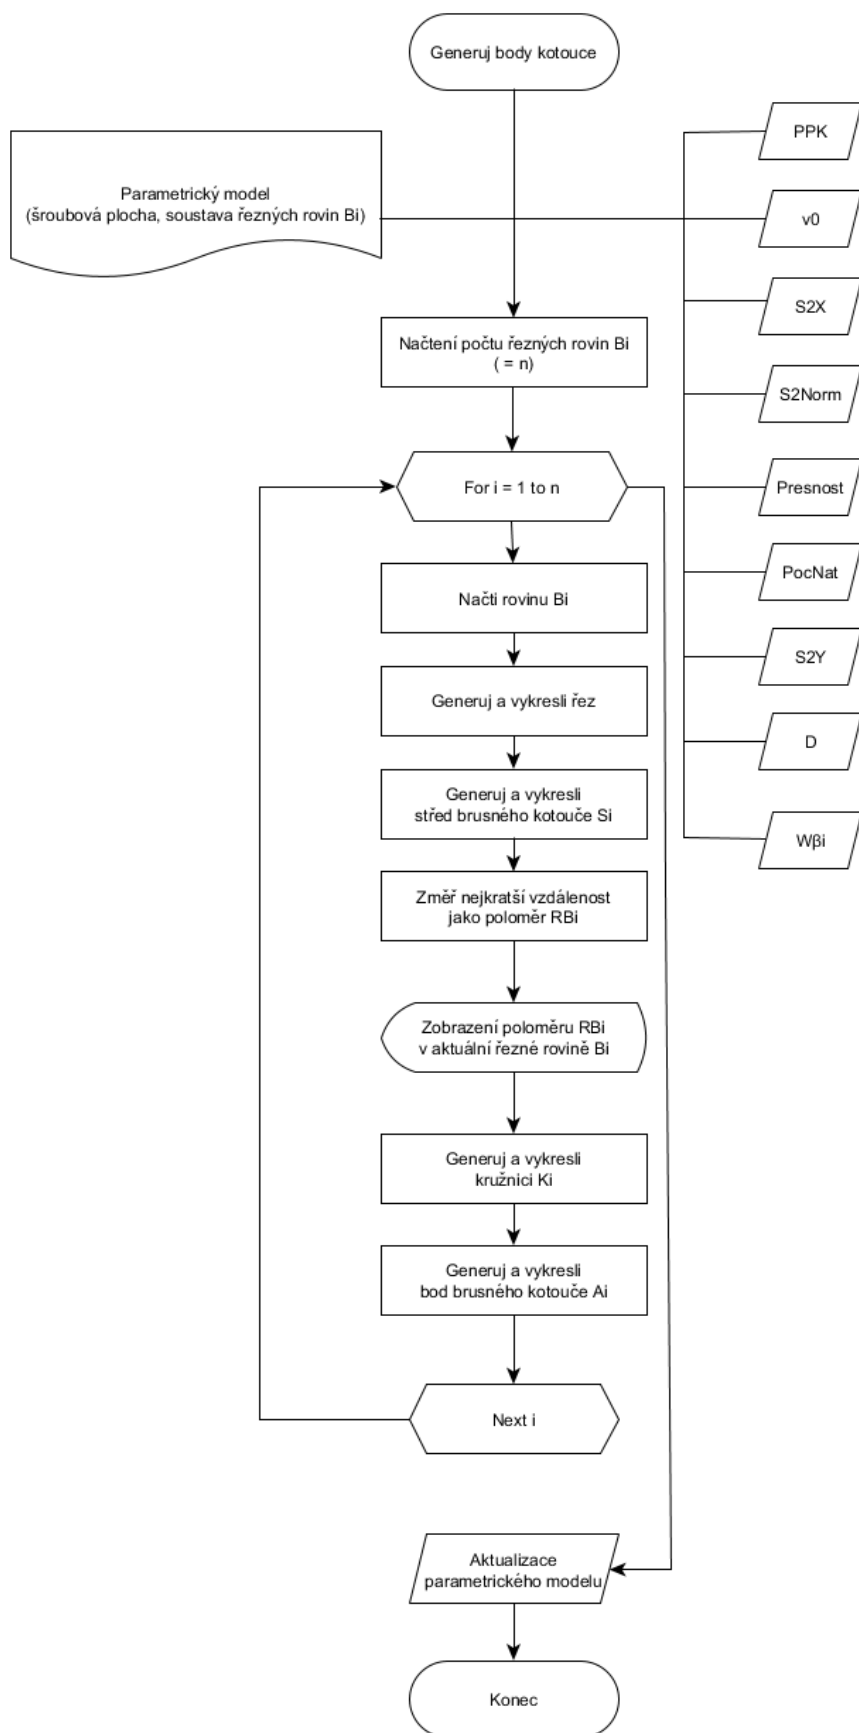 Generuj body kotouce
Parametrický model
(šroubová plocha, soustava řezných rovin Bi)
PPK
v0
S2X
S2Norm
Presnost
PocNat
S2Y
D
Wβi
Načtení počtu řezných rovin Bi
( = n)
For i = 1 to n
Načti rovinu Bi
Generuj a vykresli řez
Generuj a vykresli
střed brusného kotouče Si
Změř nejkratší vzdálenost
jako poloměr RBi
Zobrazení poloměru RBi
v aktuální řezné rovině Bi
Generuj a vykresli
kružnici Ki
Generuj a vykresli
bod brusného kotouče Ai
Next i
Aktualizace
parametrického modelu
Konec